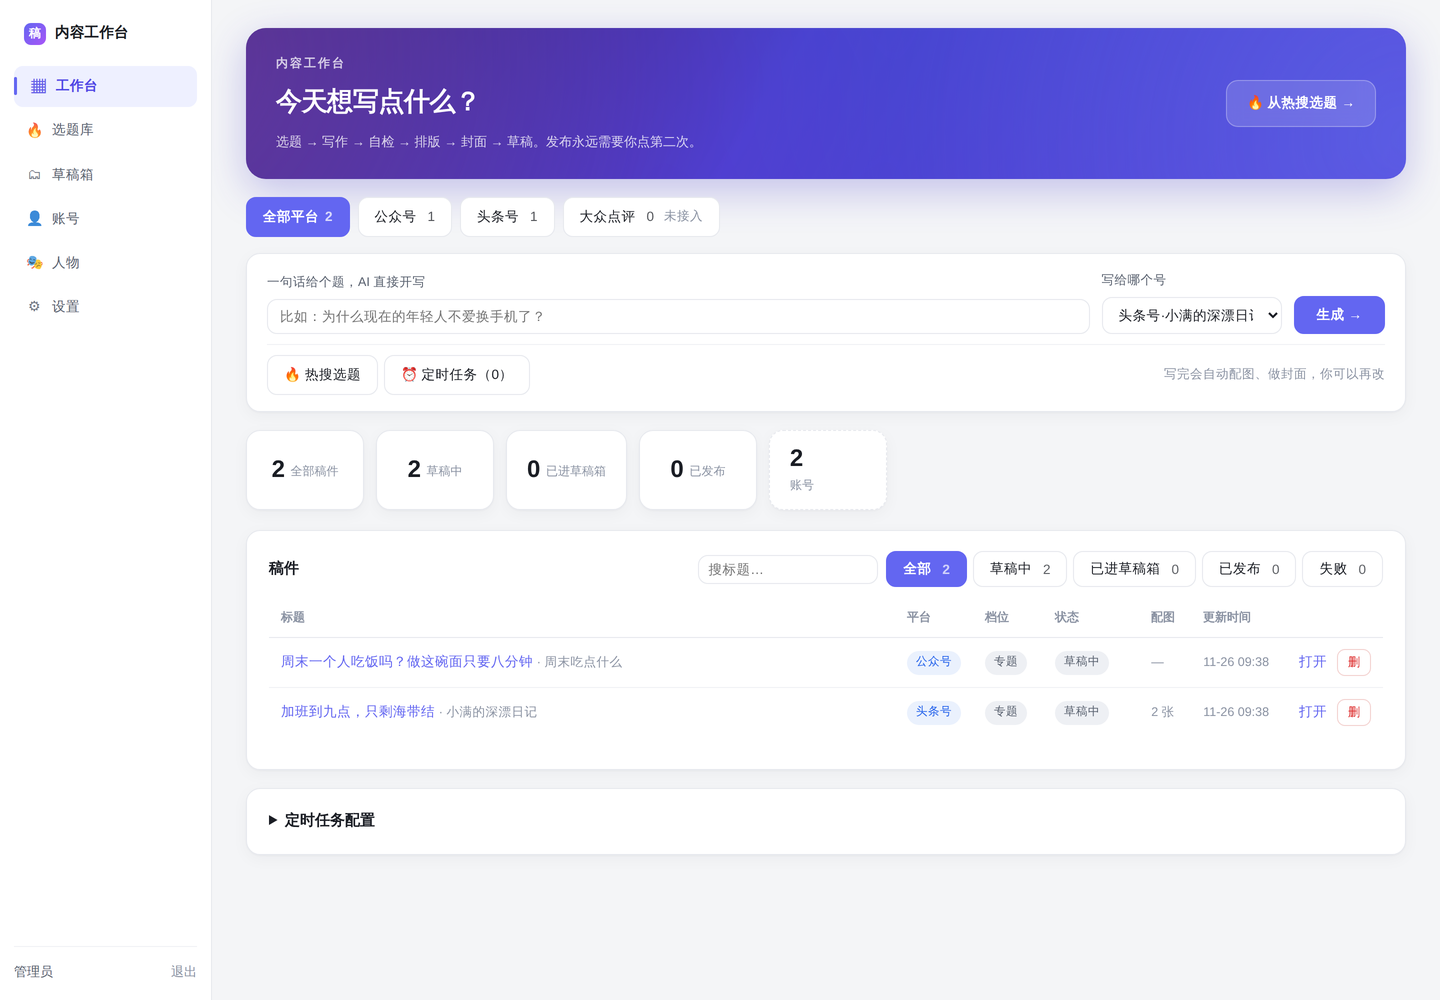 稿 内容工作台
工作台
🔥 选题库
🗂 草稿箱
👤 账号
🎭 人物
⚙ 设置
管理员 退出
内容工作台
今天想写点什么？
选题 → 写作 → 自检 → 排版 → 封面 → 草稿。发布永远需要你点第二次。
🔥 从热搜选题 →
全部平台 2 公众号 1 头条号 1 大众点评 0 未接入
一句话给个题，AI 直接开写 写给哪个号
比如：为什么现在的年轻人不爱换手机了？ 头条号·小满的深漂日记 生成 →
🔥 热搜选题 ⏰ 定时任务（0） 写完会自动配图、做封面，你可以再改
2 全部稿件 2 草稿中 0 已进草稿箱 0 已发布 2 账号
稿件 搜标题… 全部 2 草稿中 2 已进草稿箱 0 已发布 0 失败 0
标题 平台 档位 状态 配图 更新时间
周末一个人吃饭吗？做这碗面只要八分钟 · 周末吃点什么 公众号 专题 草稿中 — 11-26 09:38 打开 删
加班到九点，只剩海带结 · 小满的深漂日记 头条号 专题 草稿中 2 张 11-26 09:38 打开 删
▶ 定时任务配置